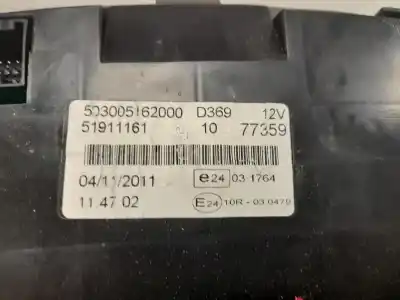 503005162000 D369 12V
51911161 10 77359
04/11/2011 e24 03 1764
11 47 02 E24 10R-03 0470